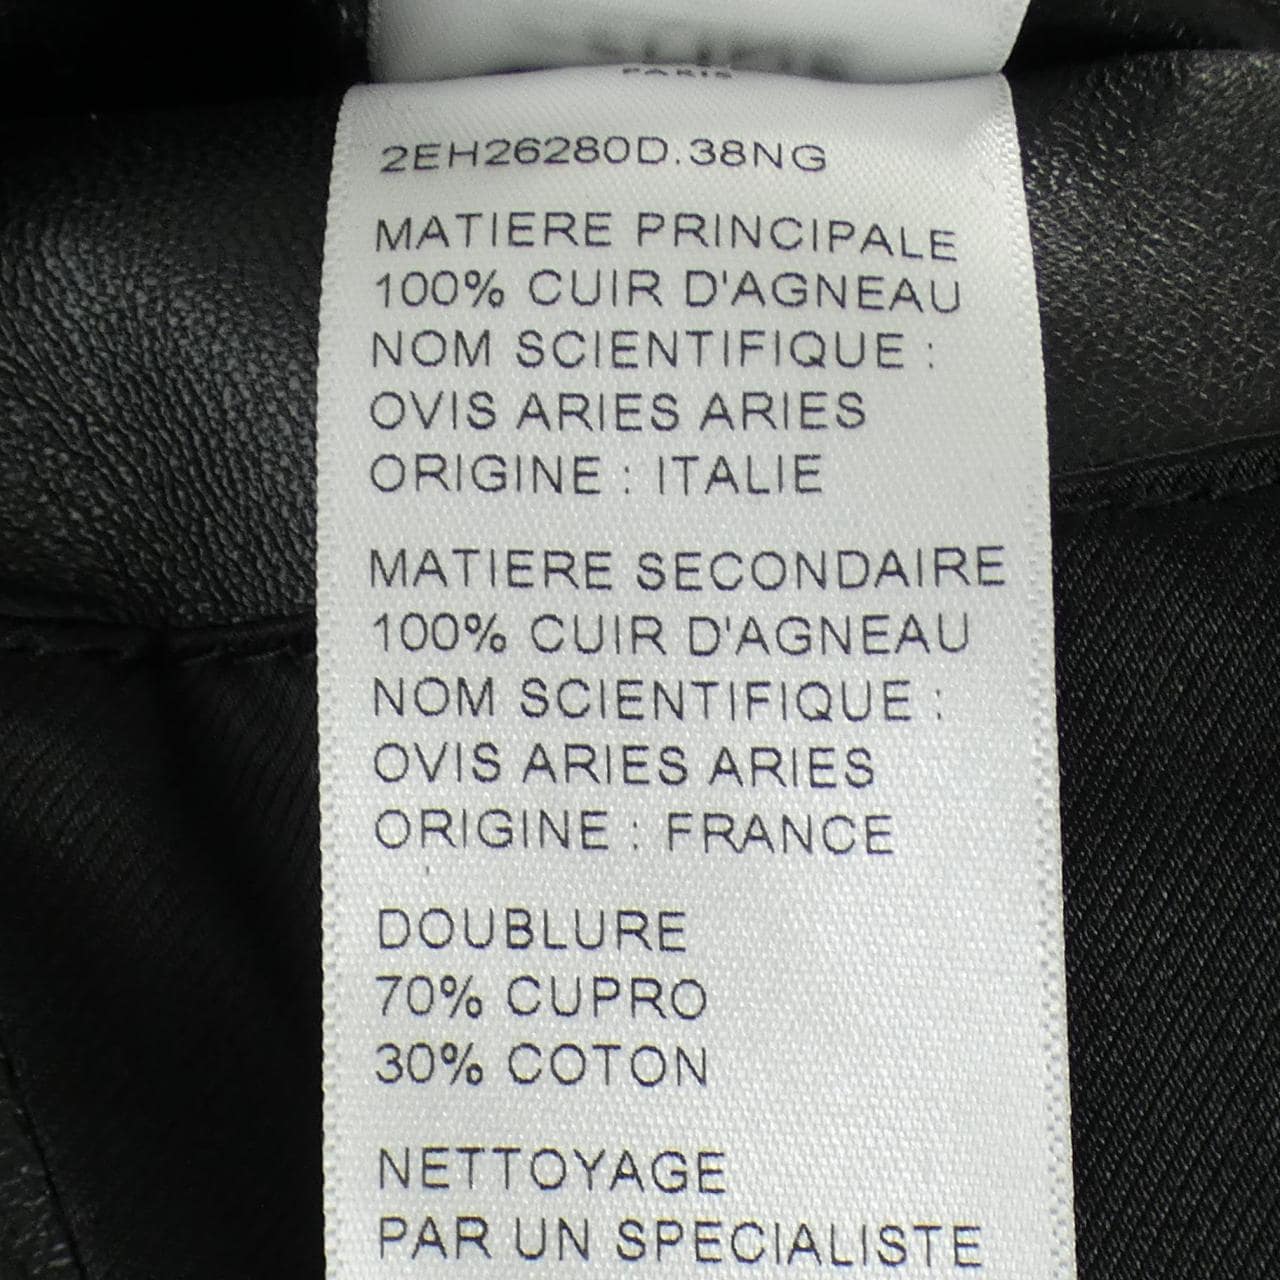 PARIS
2EH26280D.38NG
MATIERE PRINCIPALE
100% CUIR D'AGNEAU
NOM SCIENTIFIQUE :
OVIS ARIES ARIES
ORIGINE : ITALIE
MATIERE SECONDAIRE
100% CUIR D'AGNEAU
NOM SCIENTIFIQUE :
OVIS ARIES ARIES
ORIGINE : FRANCE
DOUBLURE
70% CUPRO
30% COTON
NETTOYAGE
PAR UN SPECIALISTE